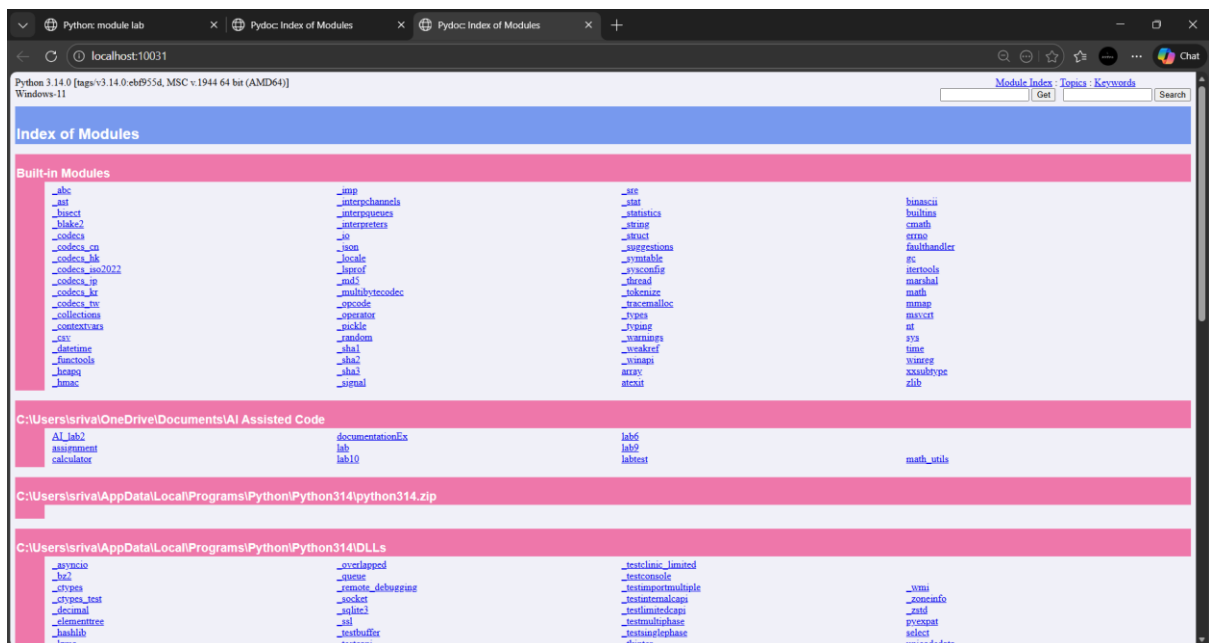 Python: module lab
Pydoc: Index of Modules
Pydoc: Index of Modules
localhost:10031
Chat
Python 3.14.0 [tags/v3.14.0:ebf955d, MSC v.1944 64 bit (AMD64)]
Windows-11
Module Index : Topics : Keywords
Get Search
Index of Modules
Built-in Modules
_abc _imp _sre
_ast _interpchannels _stat binascii
_bisect _interpqueues _statistics builtins
_blake2 _interpreters _string cmath
_codecs _io _struct errno
_codecs_cn _json _suggestions faulthandler
_codecs_hk _locale _symtable gc
_codecs_iso2022 _lsprof _sysconfig itertools
_codecs_jp _md5 _thread marshal
_codecs_kr _multibytecodec _tokenize math
_codecs_tw _opcode _tracemalloc mmap
_collections _operator _types msvcrt
_contextvars _pickle _typing nt
_csv _random _warnings sys
_datetime _sha1 _weakref time
_functools _sha2 _winapi winreg
_heapq _sha3 array xxsubtype
_hmac _signal atexit zlib
C:\Users\sriva\OneDrive\Documents\AI Assisted Code
AI_lab2 documentationEx lab6
assignment lab lab9
calculator lab10 labtest math_utils
C:\Users\sriva\AppData\Local\Programs\Python\Python314\python314.zip
C:\Users\sriva\AppData\Local\Programs\Python\Python314\DLLs
_asyncio _overlapped _testclinic_limited
_bz2 _queue _testconsole
_ctypes _remote_debugging _testimportmultiple _wmi
_ctypes_test _socket _testinternalcapi _zoneinfo
_decimal _sqlite3 _testlimitedcapi _zstd
_elementtree _ssl _testmultiphase pyexpat
_hashlib _testbuffer _testsinglephase select